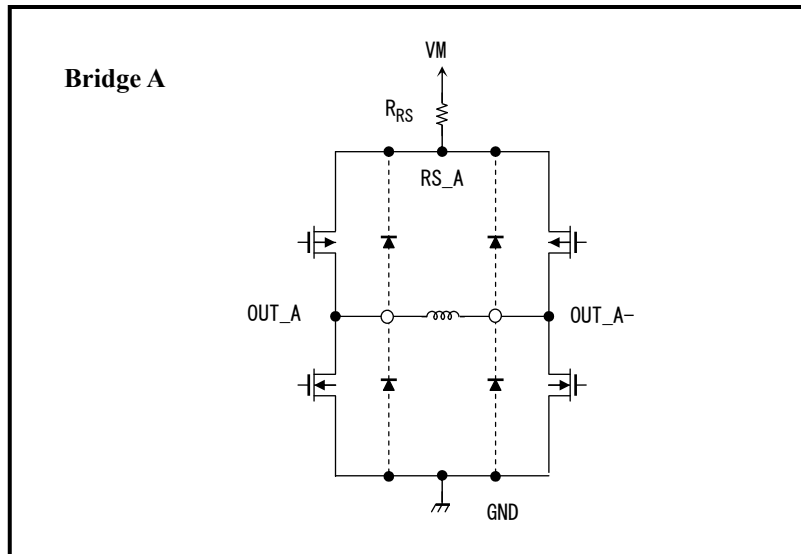 Bridge A
VM
RRS
RS_A
OUT_A
OUT_A-
GND